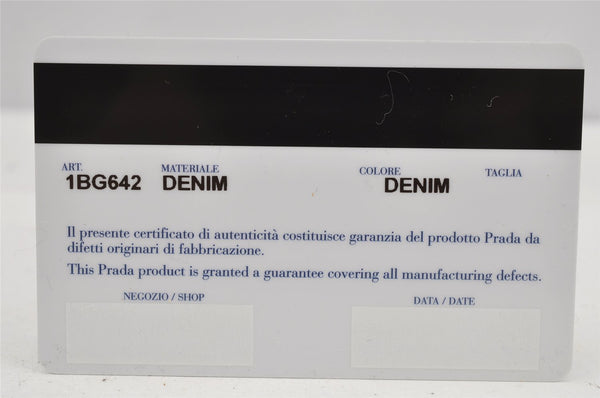 ART. MATERIALE COLORE TAGLIA
1BG642 DENIM DENIM
Il presente certificato di autenticità costituisce garanzia del prodotto Prada da
difetti originari di fabbricazione.
This Prada product is granted a guarantee covering all manufacturing defects.
NEGOZIO / SHOP DATA / DATE